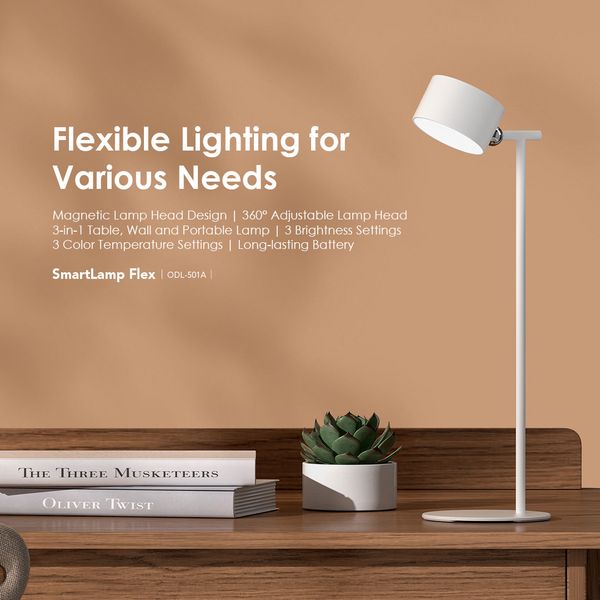 Flexible Lighting for
Various Needs
Magnetic Lamp Head Design | 360° Adjustable Lamp Head
3-in-1 Table, Wall and Portable Lamp | 3 Brightness Settings
3 Color Temperature Settings | Long-lasting Battery
SmartLamp Flex | ODL-501A |
THE THREE MUSKETEERS
OLIVER TWIST